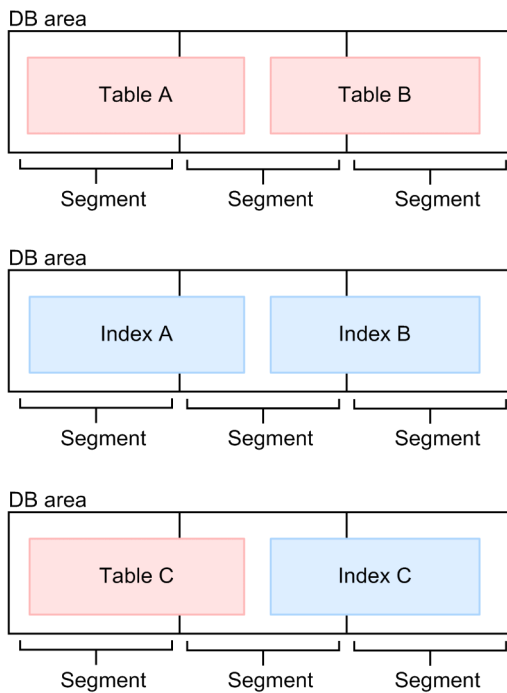 DB area
Table A Table B
Segment Segment Segment
DB area
Index A Index B
Segment Segment Segment
DB area
Table C Index C
Segment Segment Segment